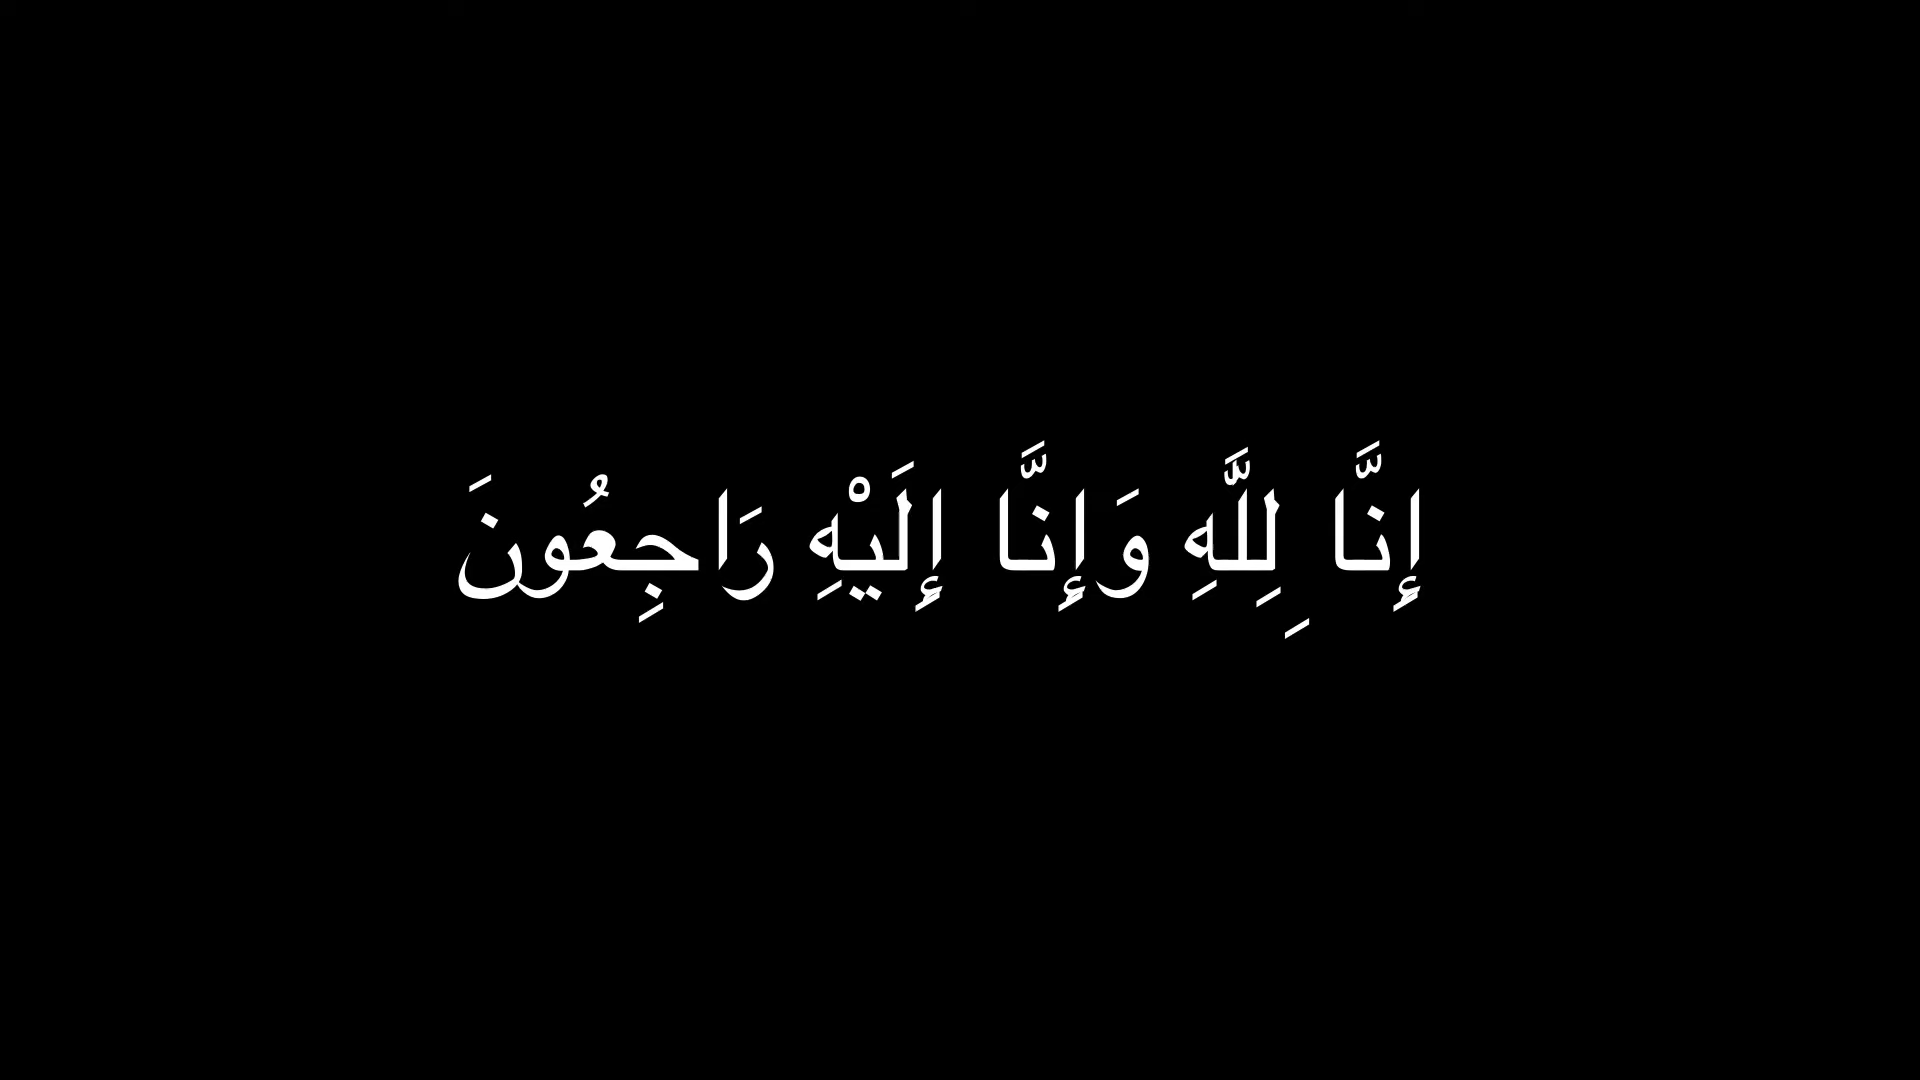 إِنَّا ِلِلَّهِ وَإِنَّا إِلَيْهِ رَاجِعُونَ